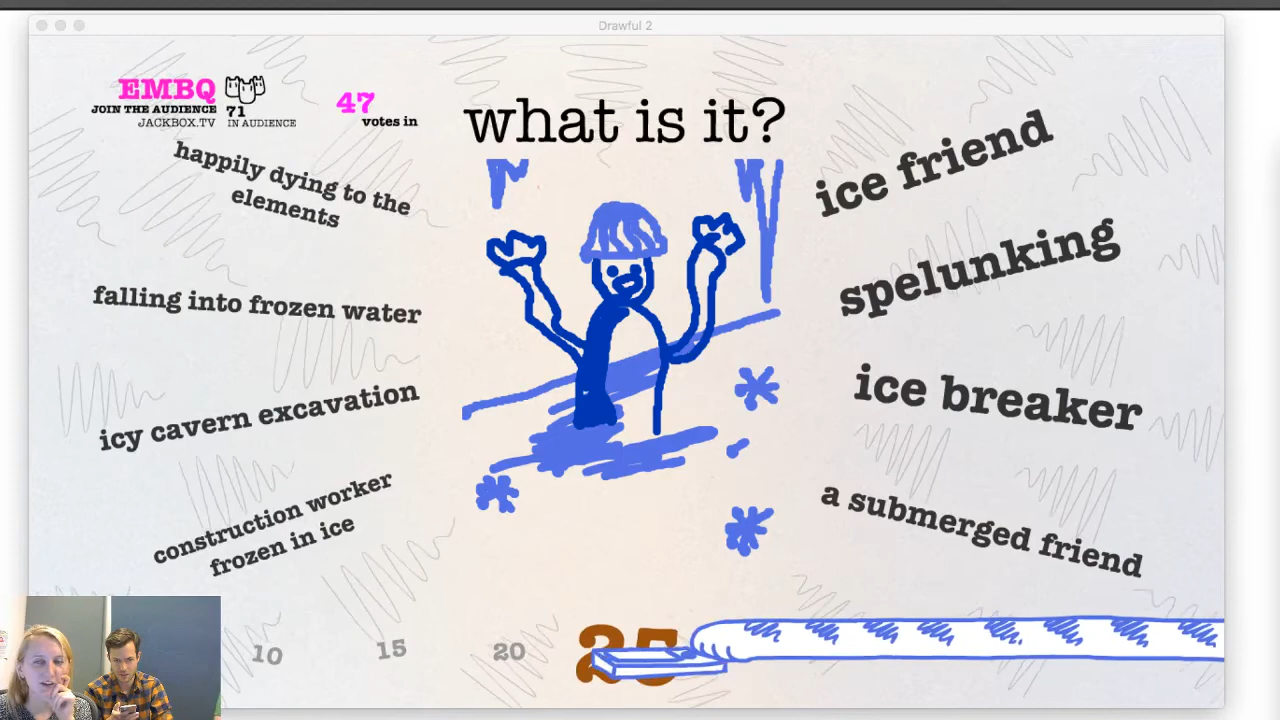 Drawful 2
EMBQ
JOIN THE AUDIENCE
JACKBOX.TV
71
IN AUDIENCE
47
votes in
what is it?
happily dying to the
elements
falling into frozen water
icy cavern excavation
construction worker
frozen in ice
ice friend
spelunking
ice breaker
a submerged friend
10
15
20
25